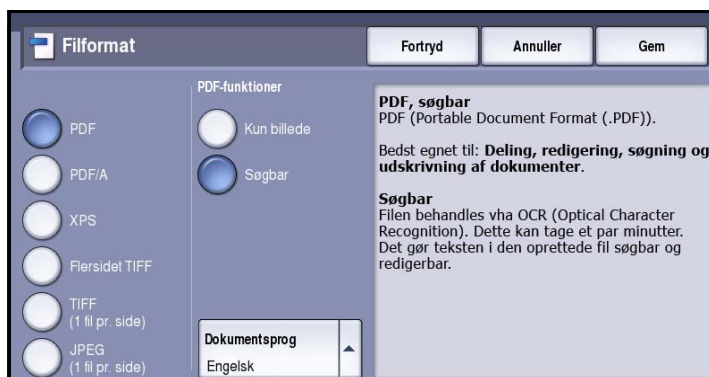 Filformat
Fortryd
Annuller
Gem
PDF
PDF/A
XPS
Flersidet TIFF
TIFF
(1 fil pr. side)
JPEG
(1 fil pr. side)
PDF-funktioner
Kun billede
Søgbar
Dokumentsprog
Engelsk
PDF, søgbar
PDF (Portable Document Format (.PDF)).
Bedst egnet til: Deling, redigering, søgning og
udskrivning af dokumenter.
Søgbar
Filen behandles vha OCR (Optical Character
Recognition). Dette kan tage et par minutter.
Det gør teksten i den oprettede fil søgbar og
redigerbar.